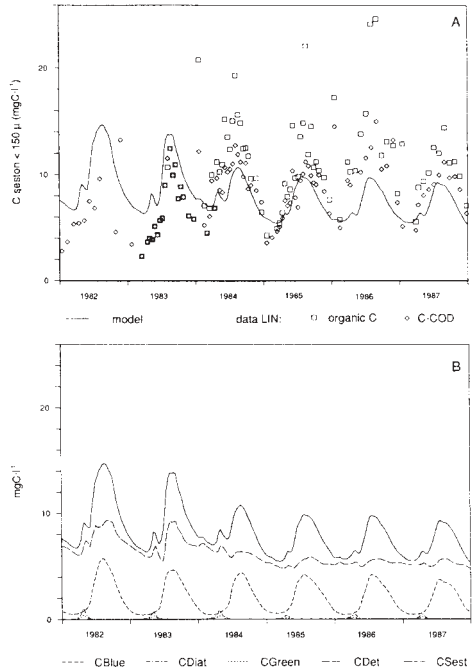 A
C seston < 150 µ (mgC·l⁻¹)
20
10
0
1982 1983 1984 1985 1986 1987
model data LIN: organic C C-COD
B
mgC·l⁻¹
20
10
0
1982 1983 1984 1985 1986 1987
CBlue CDiat CGreen CDet CSest